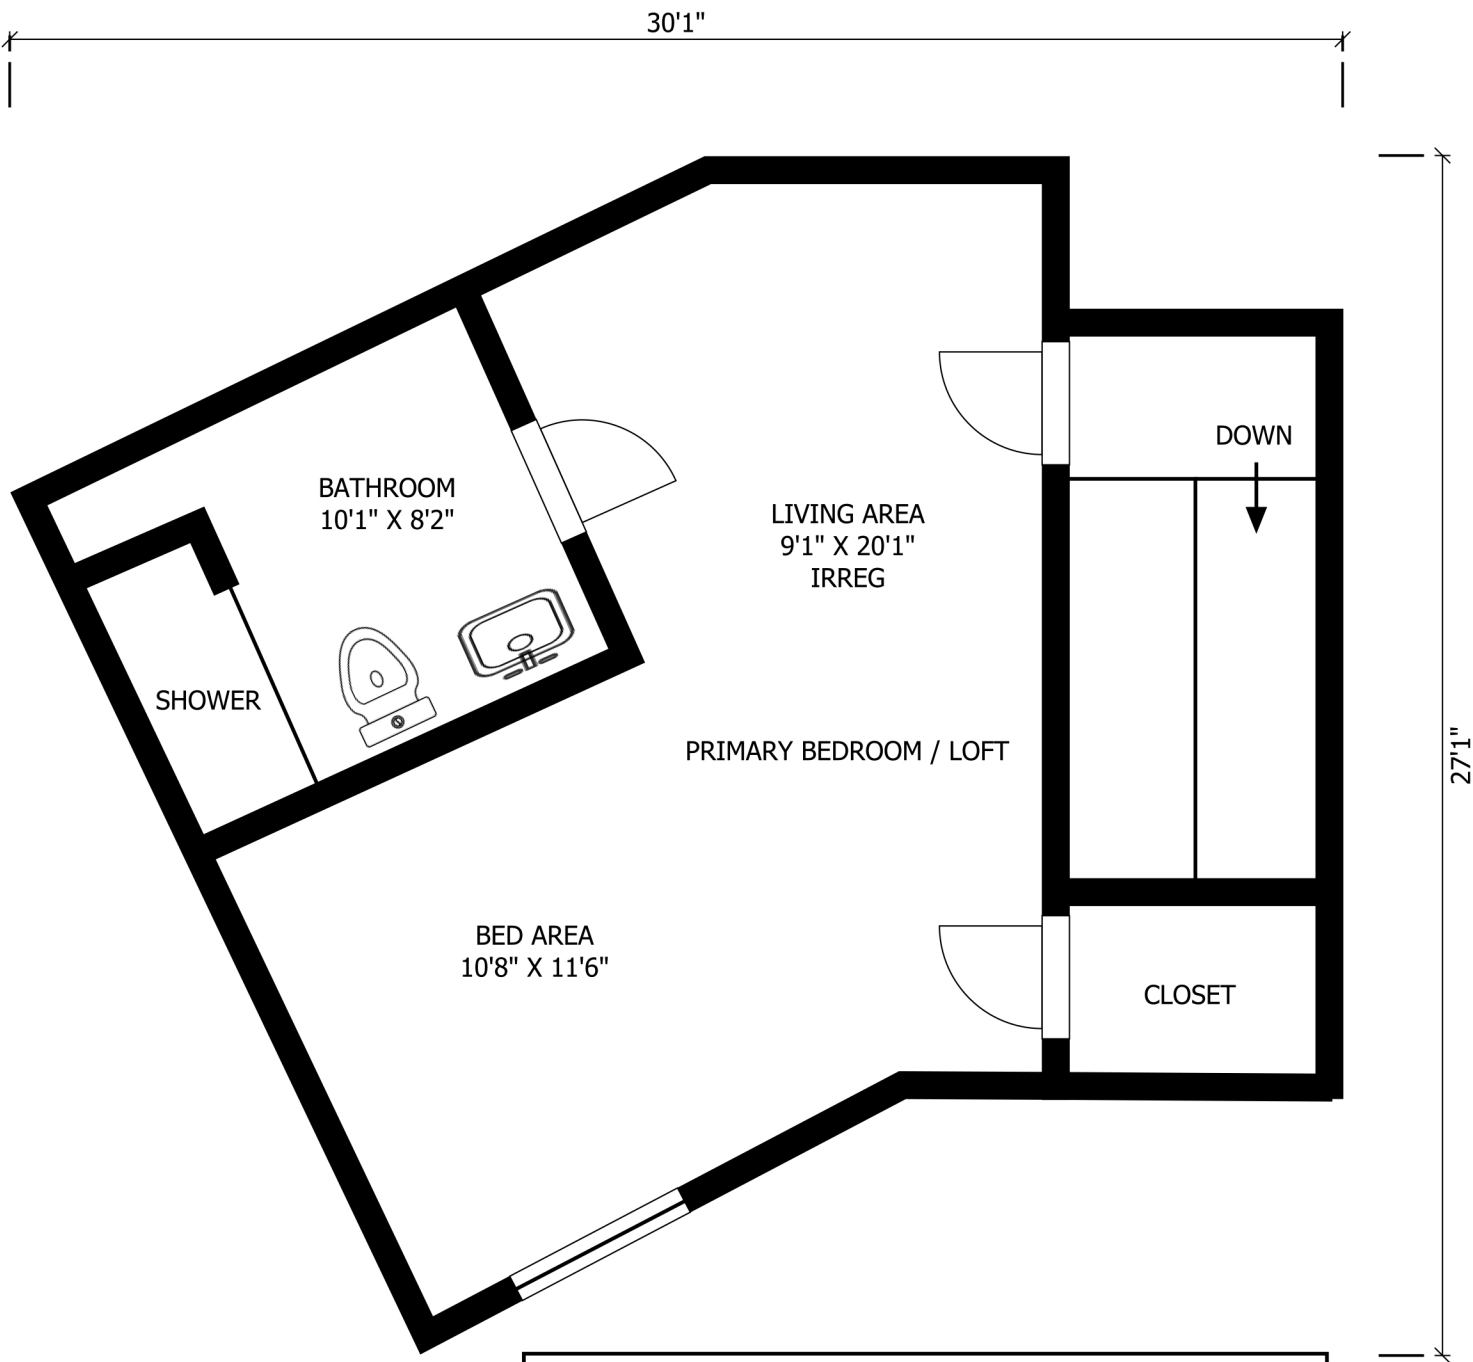 30'1"
DOWN
BATHROOM
10'1" X 8'2"
LIVING AREA
9'1" X 20'1"
IRREG
SHOWER
PRIMARY BEDROOM / LOFT
27'1"
BED AREA
10'8" X 11'6"
CLOSET